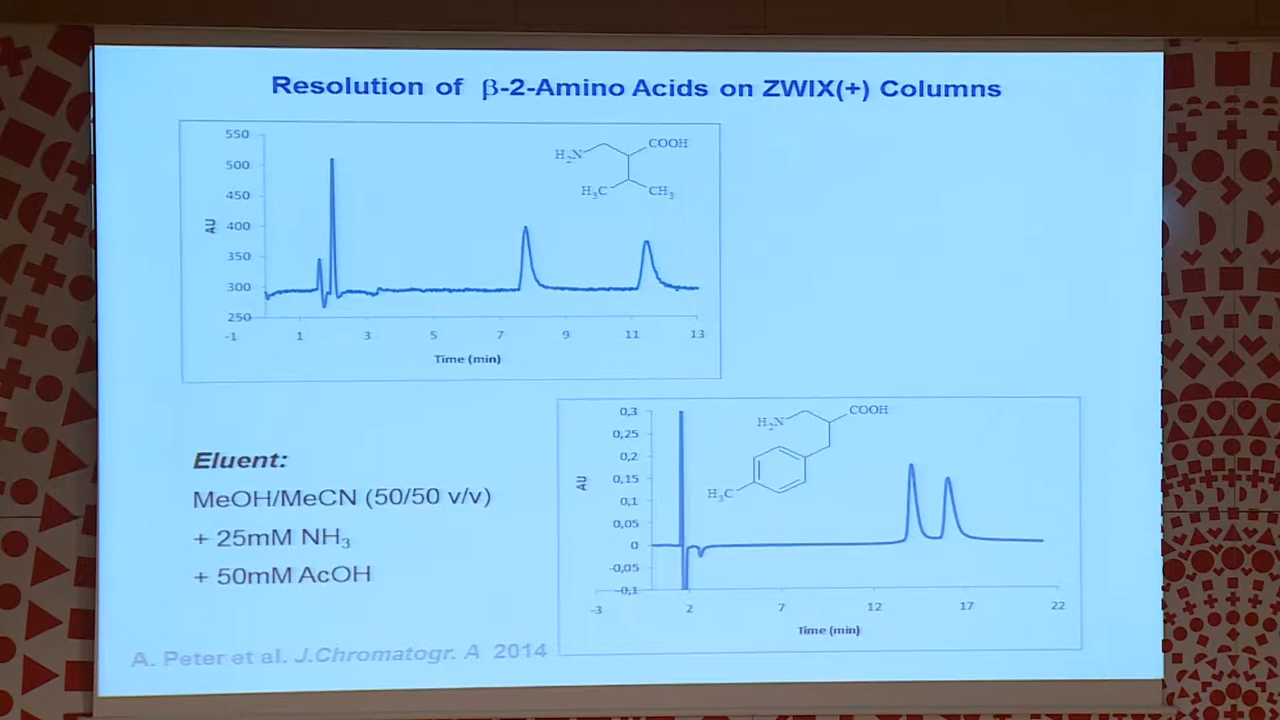 Resolution of β-2-Amino Acids on ZWIX(+) Columns
550
500
450
400
350
300
250
AU
-1 1 3 5 7 9 11 13
Time (min)
H₂N
COOH
H₃C
CH₃
Eluent:
MeOH/MeCN (50/50 v/v)
+ 25mM NH₃
+ 50mM AcOH
0,3
0,25
0,2
0,15
0,1
0,05
0
-0,05
-0,1
AU
-3 2 7 12 17 22
Time (min)
H₂N
COOH
H₃C
A. Peter et al. J.Chromatogr. A 2014